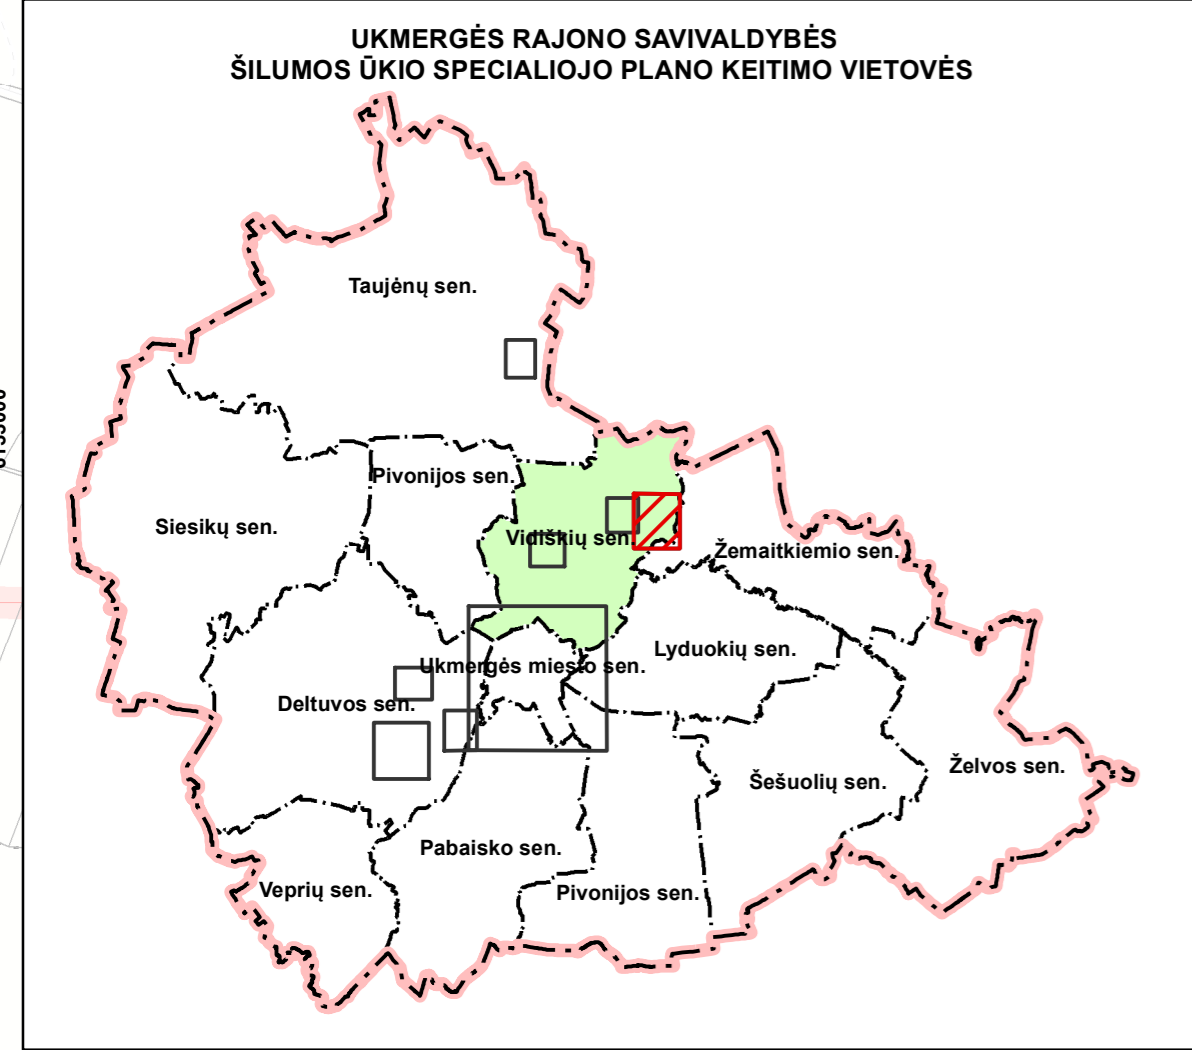 UKMERGĖS RAJONO SAVIVALDYBĖS
ŠILUMOS ŪKIO SPECIALIOJO PLANO KEITIMO VIETOVĖS
Taujėnų sen.
Pivonijos sen.
Siesikų sen.
Vidiškių sen.
Žemaitkiemio sen.
Lyduokių sen.
Ukmergės miesto sen.
Deltuvos sen.
Želvos sen.
Šešuolių sen.
Pabaisko sen.
Veprių sen.
Pivonijos sen.